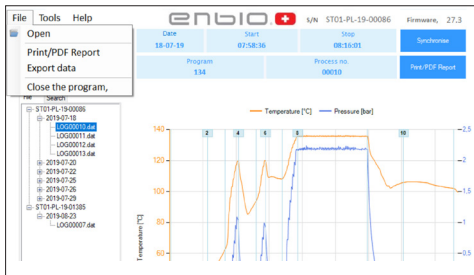 File Tools Help
enbio
S/N ST01-PL-19-00086
Firmware, 27.3
Open
Print/PDF Report
Export data
Close the program,
Date
18-07-19
Start
07:58:36
Stop
08:16:01
Synchronise
Program
134
Process no.
00010
Print/PDF Report
File Search
ST01-PL-19-00086
2019-07-18
LOG00010.dat
LOG00011.dat
LOG00012.dat
LOG00013.dat
2019-07-20
2019-07-22
2019-07-25
2019-07-26
2019-07-29
ST01-PL-19-01385
2019-08-23
LOG00007.dat
Temperature [°C] Pressure [bar]
2 4 6 8 10
140
120
100
80
60
Temperature [°C]
2.5
2
1.5
1
0.5